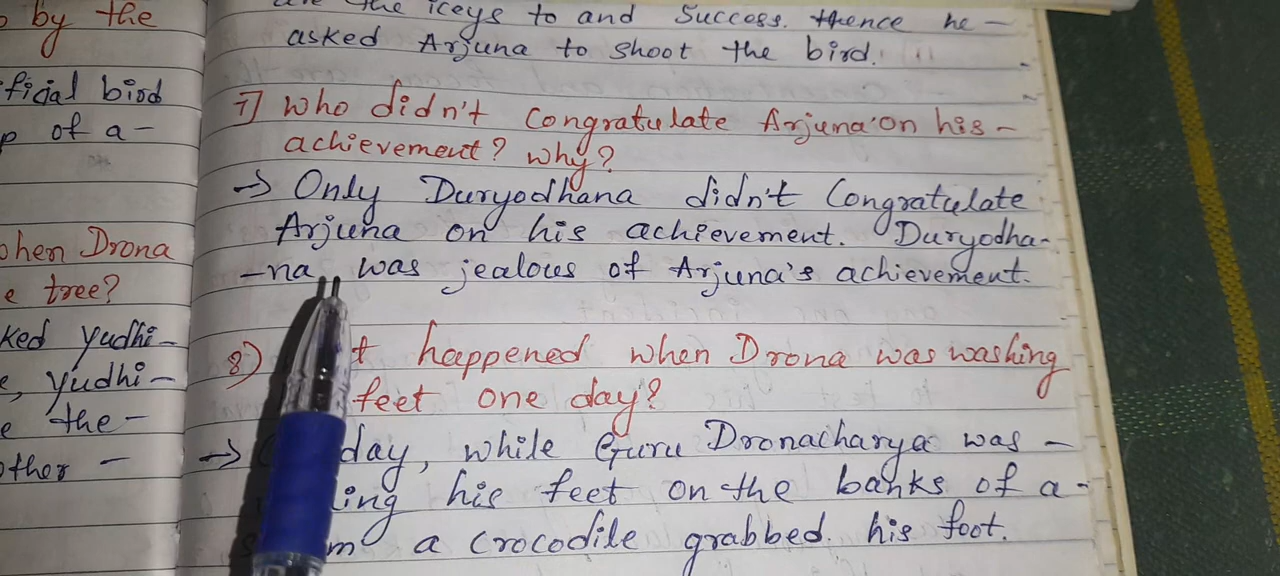 by the
ficial bird
of a-
when Drona
e tree?
ked Yudhi-
e, Yudhi-
e the-
other -
the keys to and Success. Hence he-
asked Arjuna to shoot the bird.
7) Who didn't Congratulate Arjuna on his-
achievement? why?
→ Only Duryodhana didn't Congratulate
Arjuna on his achievement. Duryodha-
-na was jealous of Arjuna's achievement.
8) t happened when Drona was washing
feet one day?
→ day, while Guru Dronacharya was -
ing his feet on the banks of a-
m a crocodile grabbed his foot.